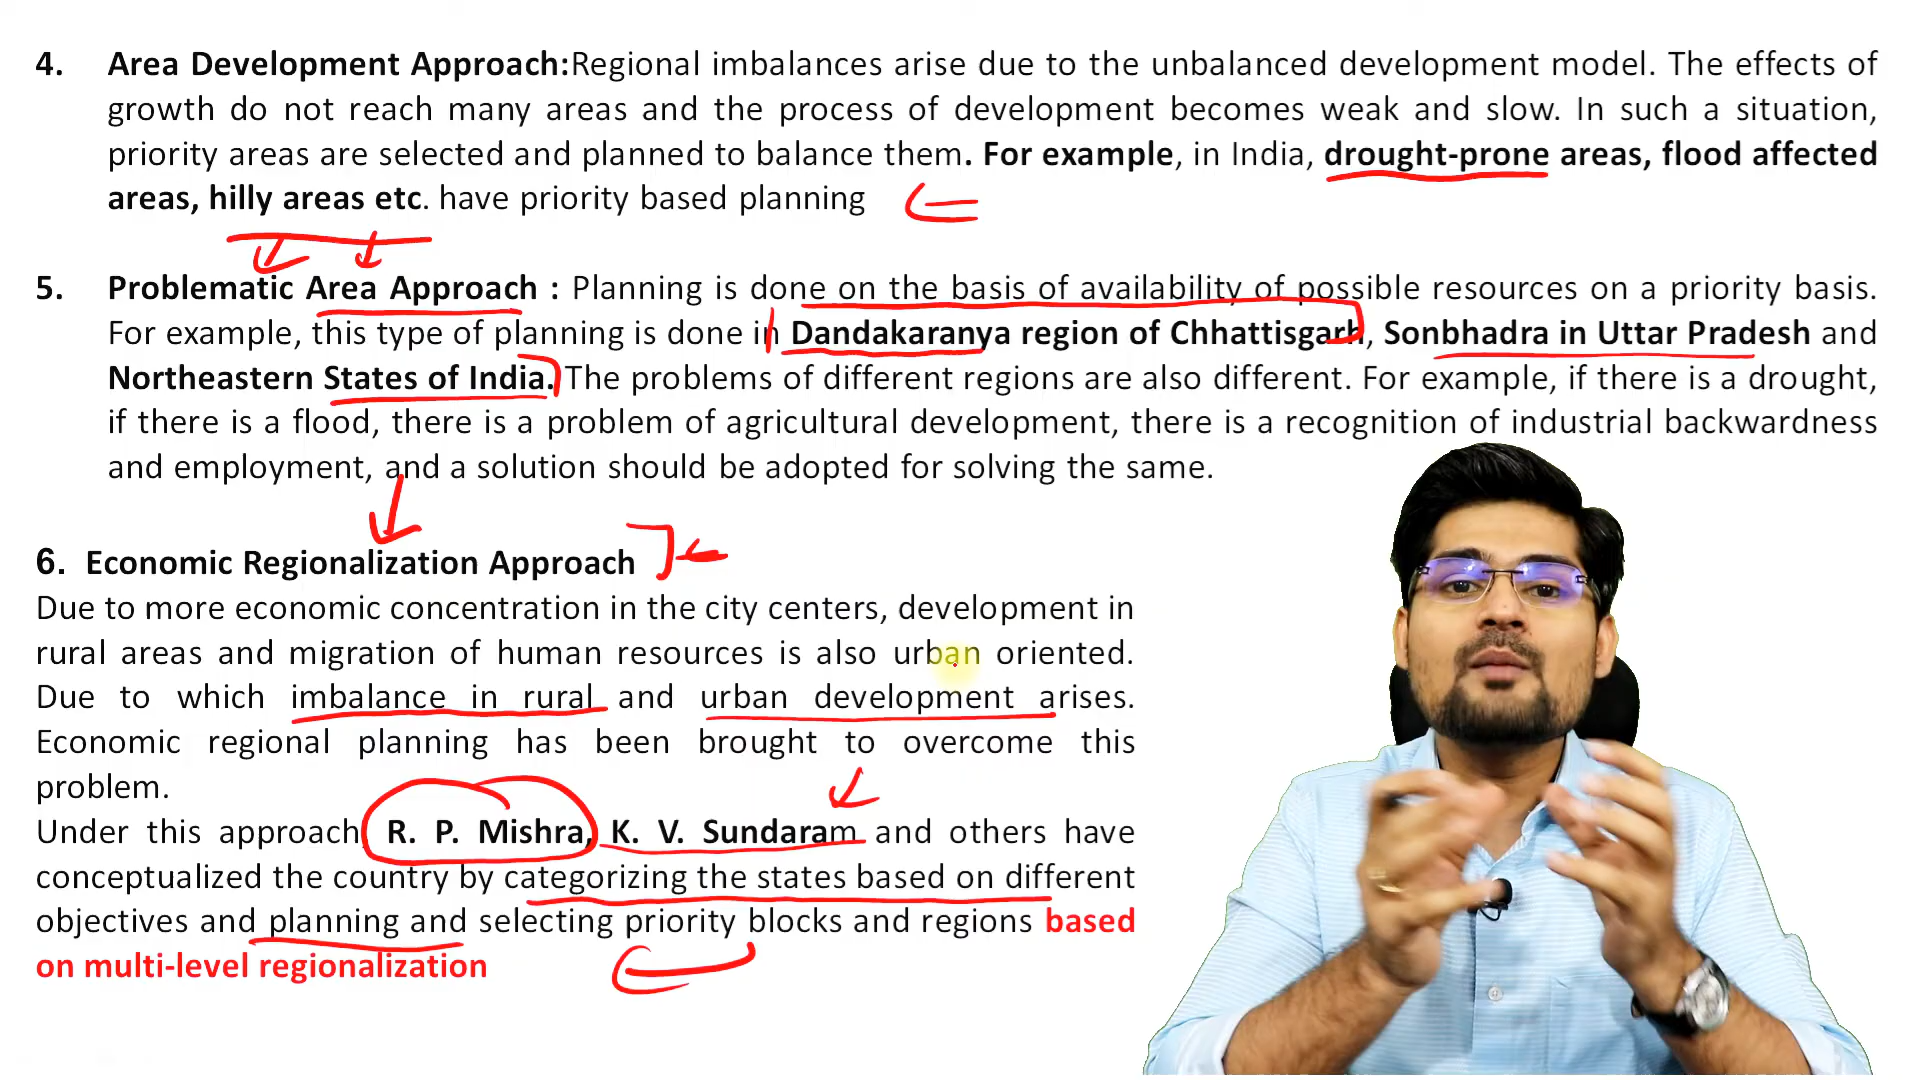 4. Area Development Approach:Regional imbalances arise due to the unbalanced development model. The effects of
growth do not reach many areas and the process of development becomes weak and slow. In such a situation,
priority areas are selected and planned to balance them. For example, in India, drought-prone areas, flood affected
areas, hilly areas etc. have priority based planning
5. Problematic Area Approach : Planning is done on the basis of availability of possible resources on a priority basis.
For example, this type of planning is done in Dandakaranya region of Chhattisgarh, Sonbhadra in Uttar Pradesh and
Northeastern States of India. The problems of different regions are also different. For example, if there is a drought,
if there is a flood, there is a problem of agricultural development, there is a recognition of industrial backwardness
and employment, and a solution should be adopted for solving the same.
6. Economic Regionalization Approach
Due to more economic concentration in the city centers, development in
rural areas and migration of human resources is also urban oriented.
Due to which imbalance in rural and urban development arises.
Economic regional planning has been brought to overcome this
problem.
Under this approach R. P. Mishra, K. V. Sundaram and others have
conceptualized the country by categorizing the states based on different
objectives and planning and selecting priority blocks and regions based
on multi-level regionalization